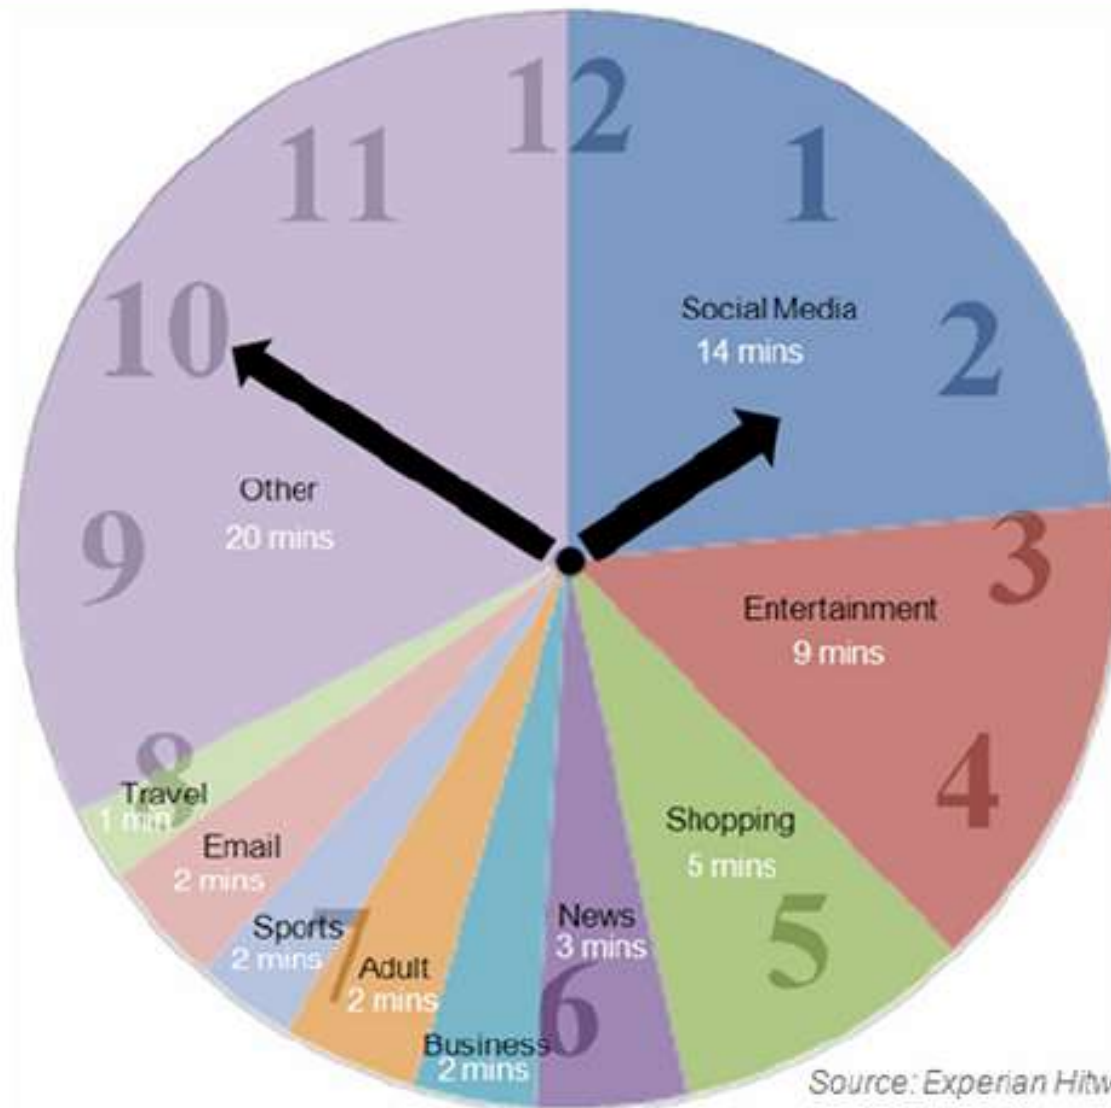 12
1
2
3
4
5
6
7
8
9
10
11
Social Media
14 mins
Entertainment
9 mins
Shopping
5 mins
News
3 mins
Business
2 mins
Adult
2 mins
Sports
2 mins
Email
2 mins
Travel
1 min
Other
20 mins
Source: Experian Hitw